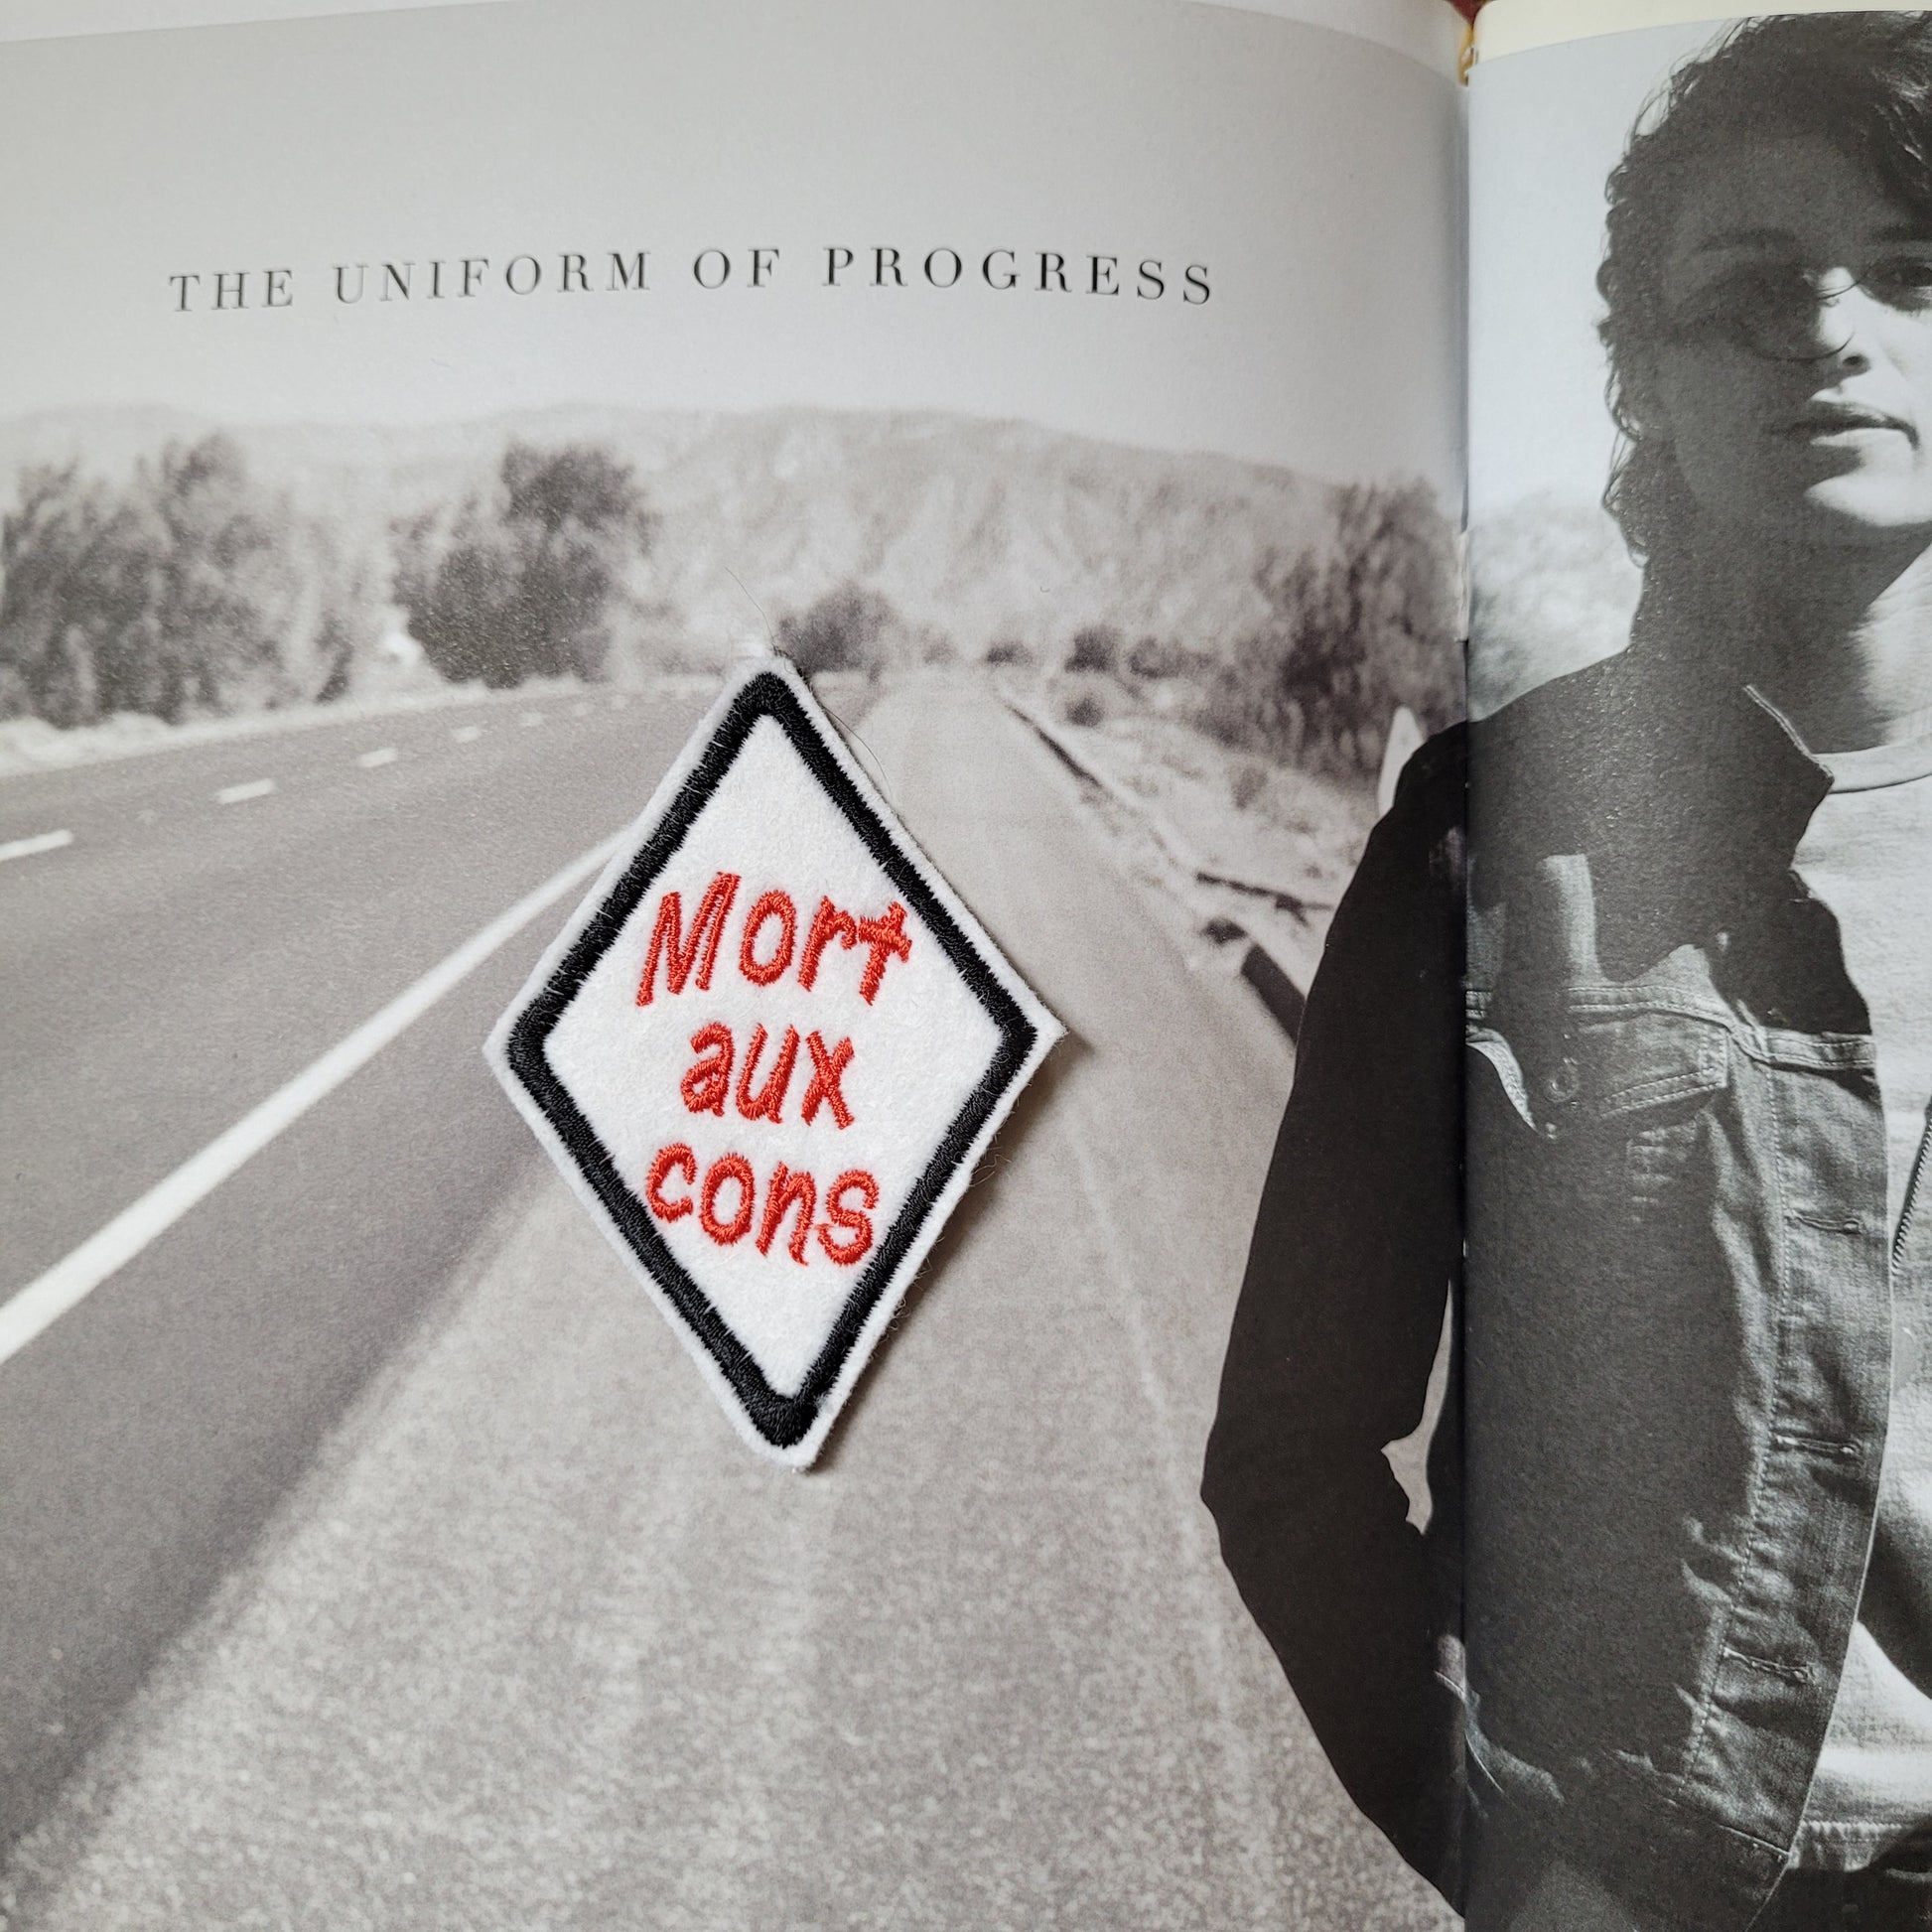 THE UNIFORM OF PROGRESS
Mort
aux
cons